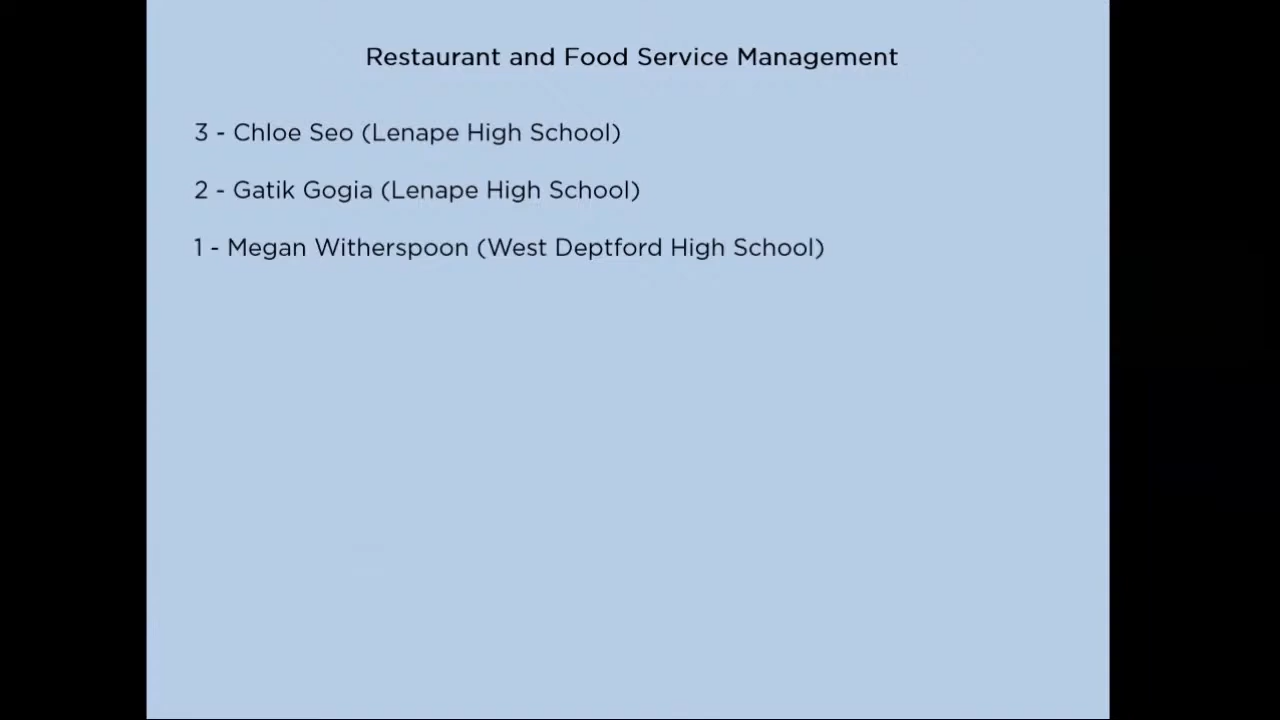 Restaurant and Food Service Management
3 - Chloe Seo (Lenape High School)
2 - Gatik Gogia (Lenape High School)
1 - Megan Witherspoon (West Deptford High School)